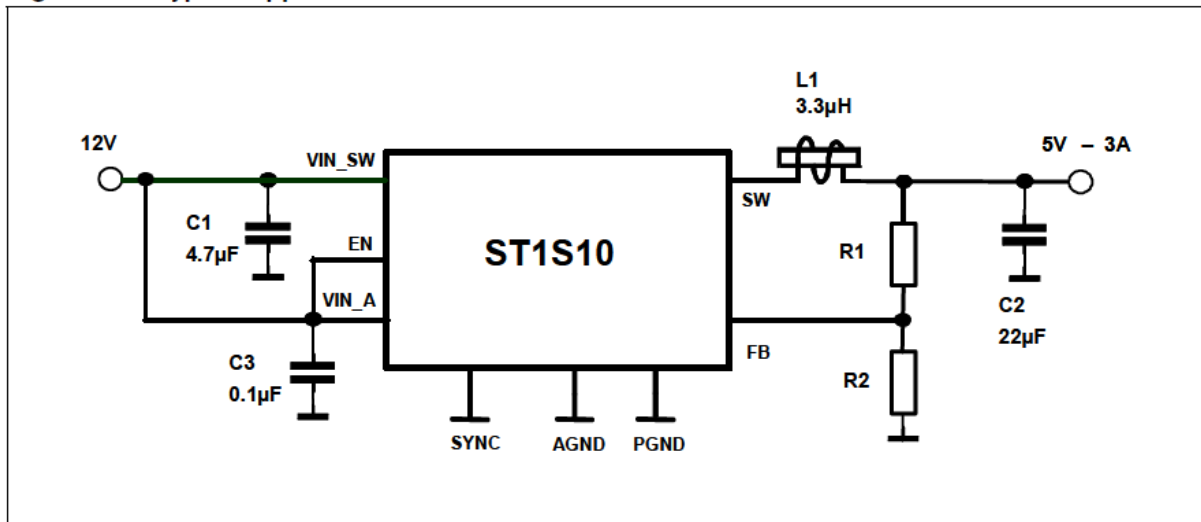 L1
3.3µH
12V
VIN_SW
5V – 3A
SW
C1
4.7µF
EN
ST1S10
R1
VIN_A
C2
22µF
FB
C3
0.1µF
R2
SYNC
AGND
PGND